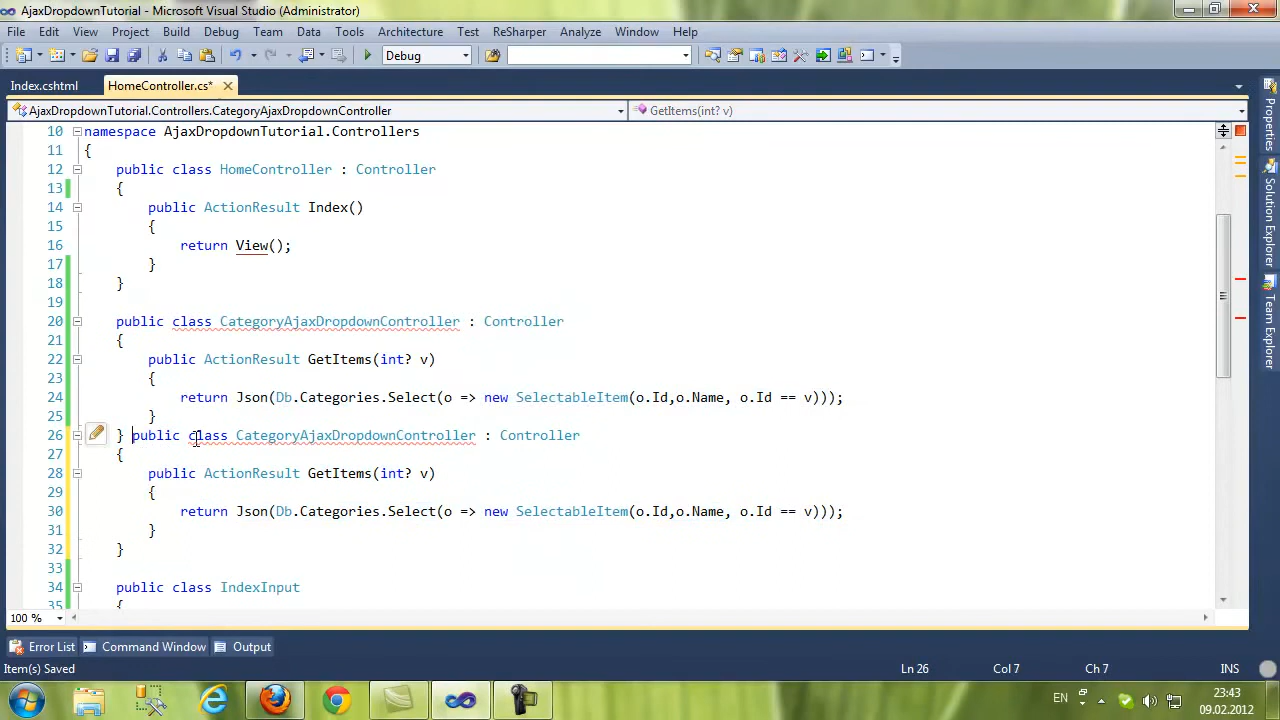 AjaxDropdownTutorial - Microsoft Visual Studio (Administrator)
File Edit View Project Build Debug Team Data Tools Architecture Test ReSharper Analyze Window Help
Debug
Index.cshtml HomeController.cs*
AjaxDropdownTutorial.Controllers.CategoryAjaxDropdownController GetItems(int? v)
10 namespace AjaxDropdownTutorial.Controllers
11 {
12 public class HomeController : Controller
13 {
14 public ActionResult Index()
15 {
16 return View();
17 }
18 }
19
20 public class CategoryAjaxDropdownController : Controller
21 {
22 public ActionResult GetItems(int? v)
23 {
24 return Json(Db.Categories.Select(o => new SelectableItem(o.Id,o.Name, o.Id == v)));
25 }
26 } public class CategoryAjaxDropdownController : Controller
27 {
28 public ActionResult GetItems(int? v)
29 {
30 return Json(Db.Categories.Select(o => new SelectableItem(o.Id,o.Name, o.Id == v)));
31 }
32 }
33
34 public class IndexInput
35 {
Properties
Solution Explorer
Team Explorer
100 %
Error List Command Window Output
Item(s) Saved Ln 26 Col 7 Ch 7 INS
EN 23:43
09.02.2012